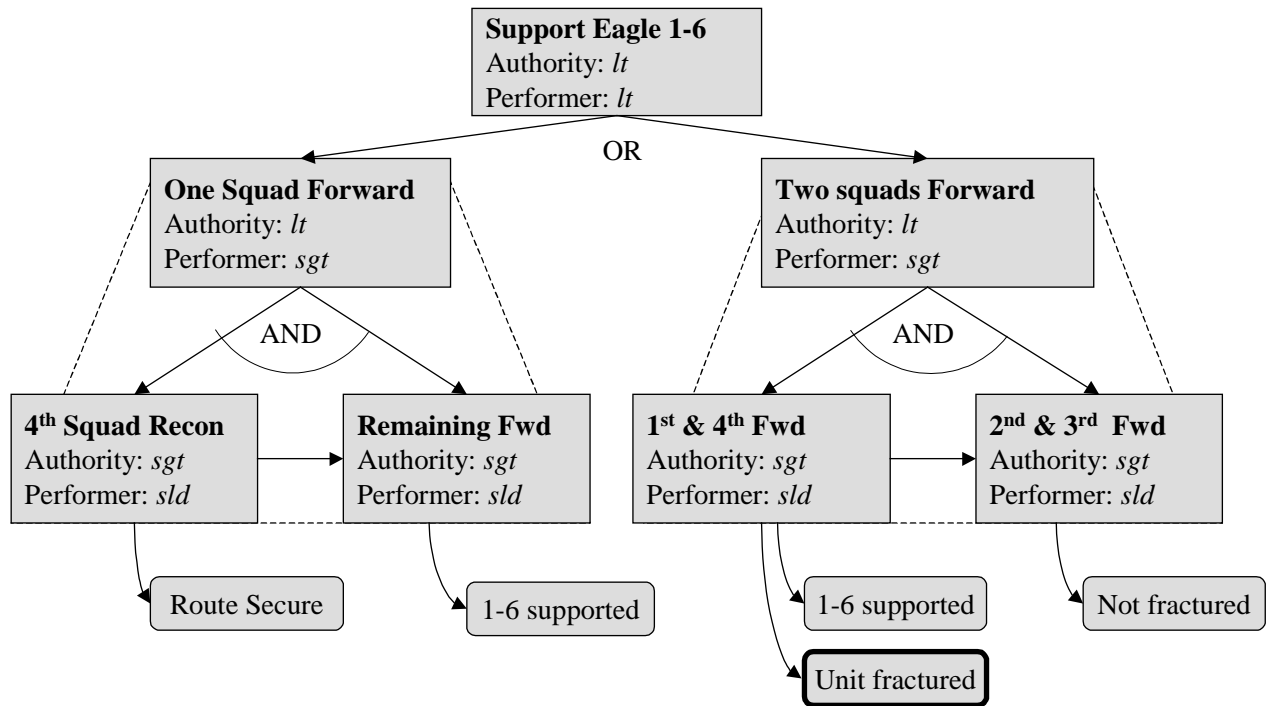 Support Eagle 1-6
Authority: lt
Performer: lt
OR
One Squad Forward
Authority: lt
Performer: sgt
Two squads Forward
Authority: lt
Performer: sgt
AND
AND
4th Squad Recon
Authority: sgt
Performer: sld
Remaining Fwd
Authority: sgt
Performer: sld
1st & 4th Fwd
Authority: sgt
Performer: sld
2nd & 3rd Fwd
Authority: sgt
Performer: sld
Route Secure
1-6 supported
1-6 supported
Not fractured
Unit fractured